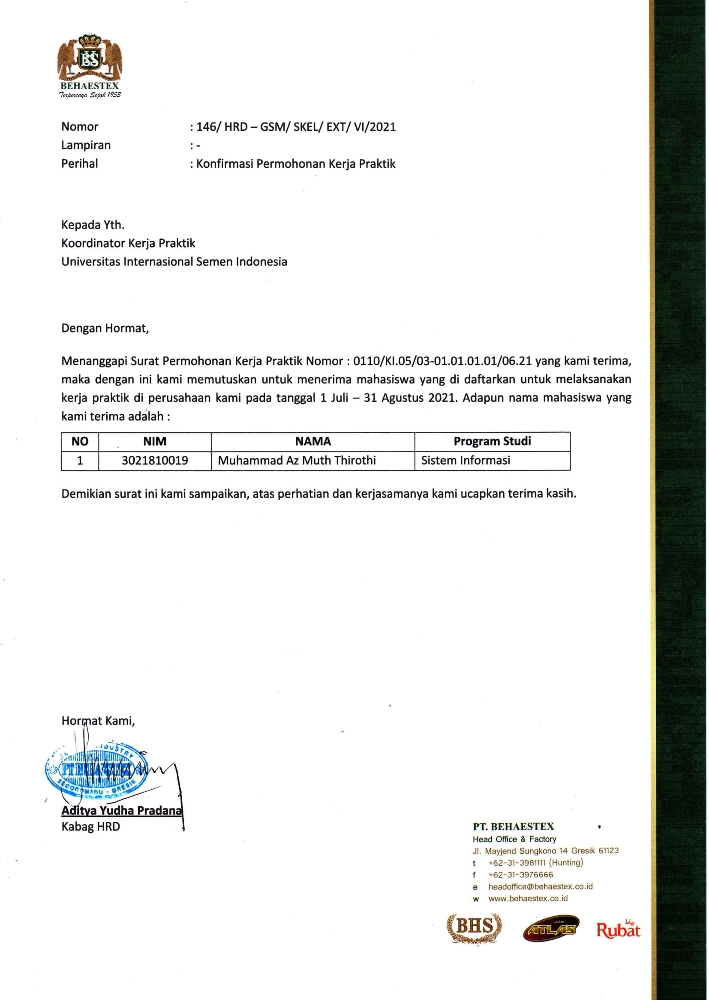 BHS
BEHAESTEX
Terpercaya Sejak 1953
Nomor : 146/ HRD – GSM/ SKEL/ EXT/ VI/2021
Lampiran : -
Perihal : Konfirmasi Permohonan Kerja Praktik
Kepada Yth.
Koordinator Kerja Praktik
Universitas Internasional Semen Indonesia
Dengan Hormat,
Menanggapi Surat Permohonan Kerja Praktik Nomor : 0110/KI.05/03-01.01.01.01/06.21 yang kami terima,
maka dengan ini kami memutuskan untuk menerima mahasiswa yang di daftarkan untuk melaksanakan
kerja praktik di perusahaan kami pada tanggal 1 Juli – 31 Agustus 2021. Adapun nama mahasiswa yang
kami terima adalah :
NO NIM NAMA Program Studi
1 3021810019 Muhammad Az Muth Thirothi Sistem Informasi
Demikian surat ini kami sampaikan, atas perhatian dan kerjasamanya kami ucapkan terima kasih.
Hormat Kami,
SEGOROMADU - GRESIK
Aditya Yudha Pradana
Kabag HRD
PT. BEHAESTEX
Head Office & Factory
Jl. Mayjend Sungkono 14 Gresik 61123
t +62-31-3981111 (Hunting)
f +62-31-3976666
e headoffice@behaestex.co.id
w www.behaestex.co.id
BHS ATLAS Rubat